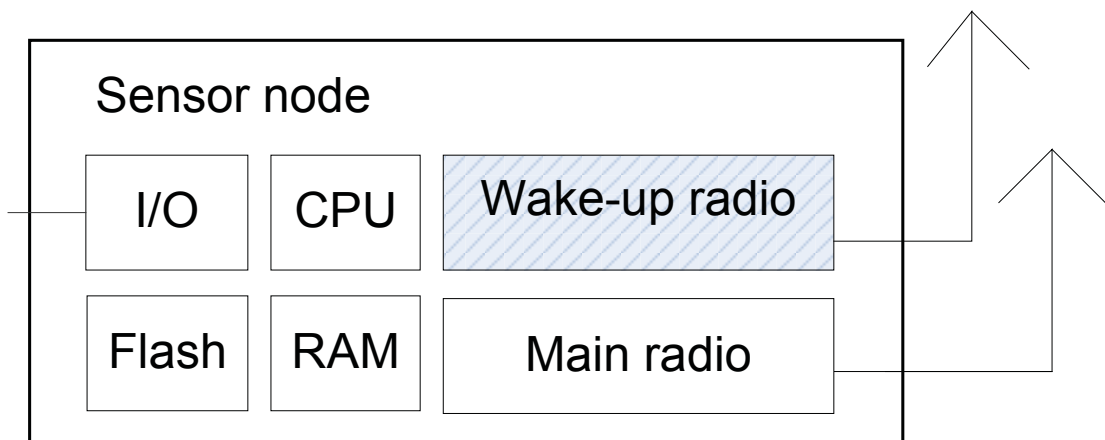 Sensor node
I/O
CPU
Wake-up radio
Flash
RAM
Main radio